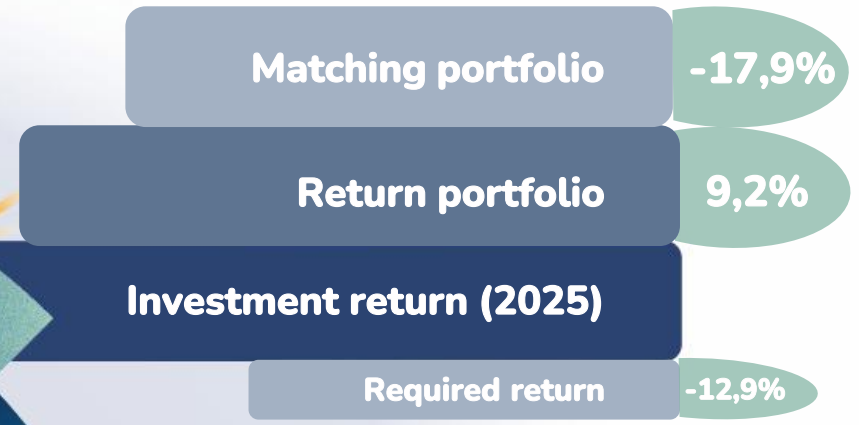 Matching portfolio -17,9%
Return portfolio 9,2%
Investment return (2025)
Required return -12,9%